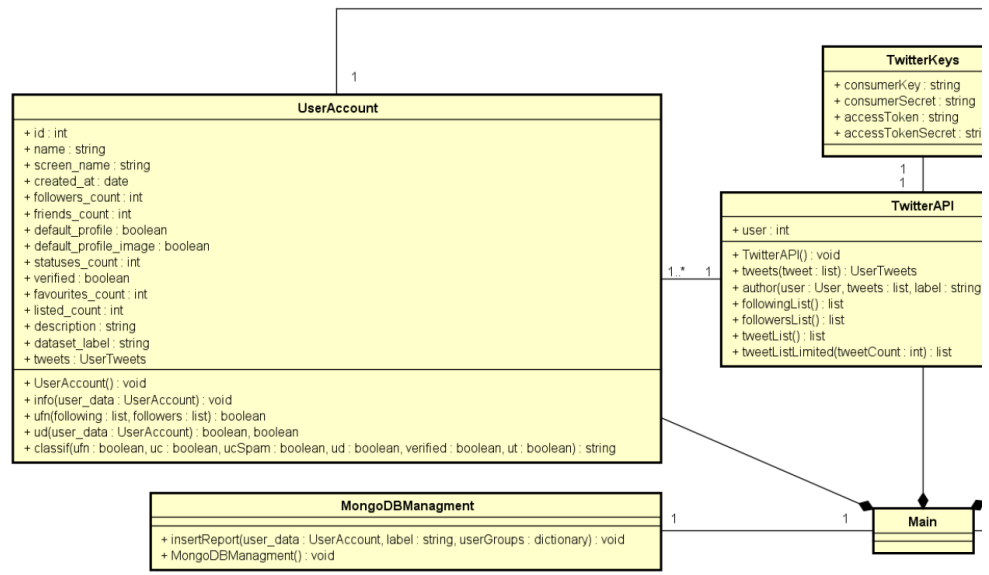 1
UserAccount
+ id : int
+ name : string
+ screen_name : string
+ created_at : date
+ followers_count : int
+ friends_count : int
+ default_profile : boolean
+ default_profile_image : boolean
+ statuses_count : int
+ verified : boolean
+ favourites_count : int
+ listed_count : int
+ description : string
+ dataset_label : string
+ tweets : UserTweets
+ UserAccount() : void
+ info(user_data : UserAccount) : void
+ ufn(following : list, followers : list) : boolean
+ ud(user_data : UserAccount) : boolean, boolean
+ classif(ufn : boolean, uc : boolean, ucSpam : boolean, ud : boolean, verified : boolean, ut : boolean) : string
1..* 1
TwitterKeys
+ consumerKey : string
+ consumerSecret : string
+ accessToken : string
+ accessTokenSecret : stri
1
1
TwitterAPI
+ user : int
+ TwitterAPI() : void
+ tweets(tweet : list) : UserTweets
+ author(user : User, tweets : list, label : string
+ followingList() : list
+ followersList() : list
+ tweetList() : list
+ tweetListLimited(tweetCount : int) : list
MongoDBManagment
+ insertReport(user_data : UserAccount, label : string, userGroups : dictionary) : void
+ MongoDBManagment() : void
1 1
Main